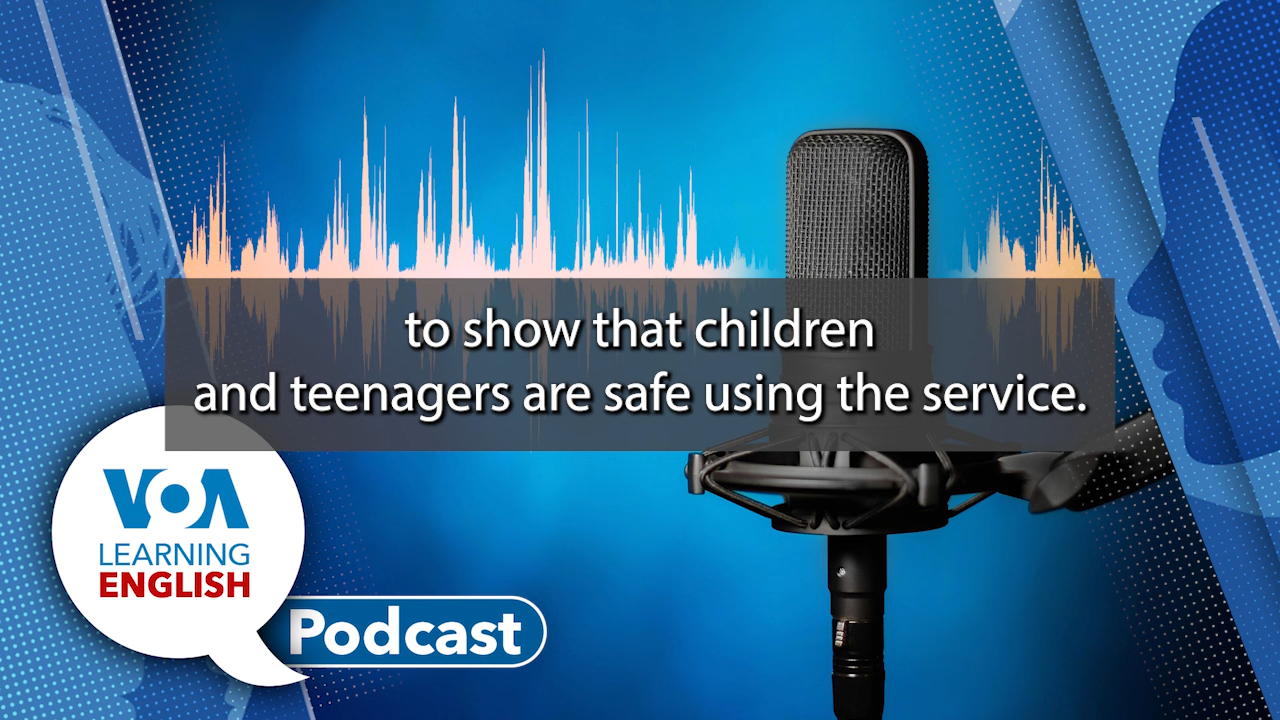 to show that children
and teenagers are safe using the service.
VOA
LEARNING
ENGLISH
Podcast